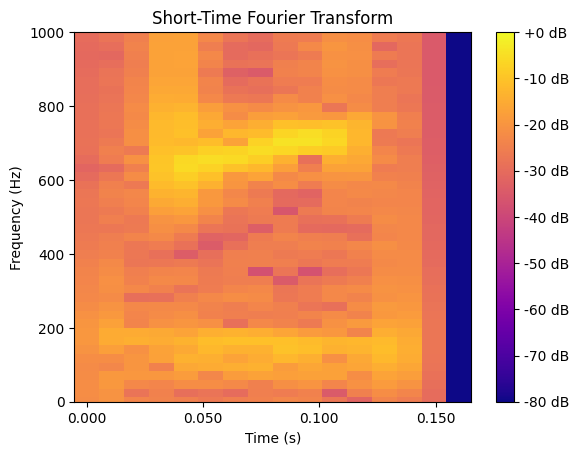 Short-Time Fourier Transform
1000
800
600
400
200
0
Frequency (Hz)
0.000
0.050
0.100
0.150
Time (s)
+0 dB
-10 dB
-20 dB
-30 dB
-40 dB
-50 dB
-60 dB
-70 dB
-80 dB